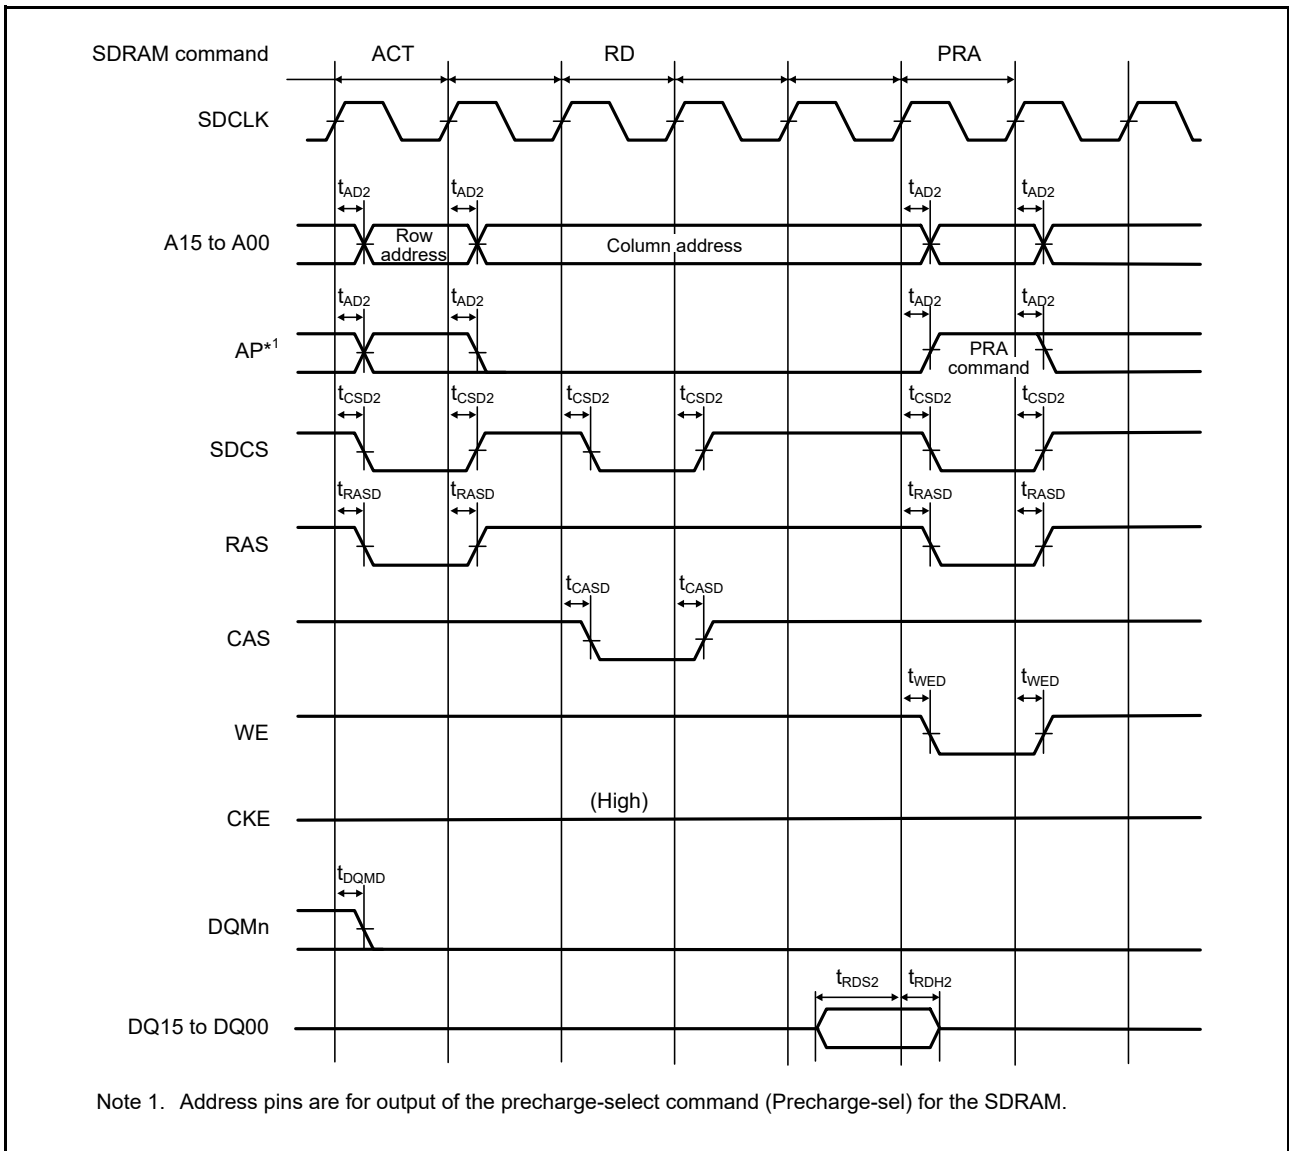 SDRAM command ACT RD PRA
SDCLK
tAD2 tAD2 tAD2 tAD2
A15 to A00 Row address Column address
tAD2 tAD2 tAD2 tAD2
AP*1 PRA command
tCSD2 tCSD2 tCSD2 tCSD2 tCSD2 tCSD2
SDCS
tRASD tRASD tRASD tRASD
RAS
tCASD tCASD
CAS
tWED tWED
WE
(High)
CKE
tDQMD
DQMn
tRDS2 tRDH2
DQ15 to DQ00
Note 1. Address pins are for output of the precharge-select command (Precharge-sel) for the SDRAM.